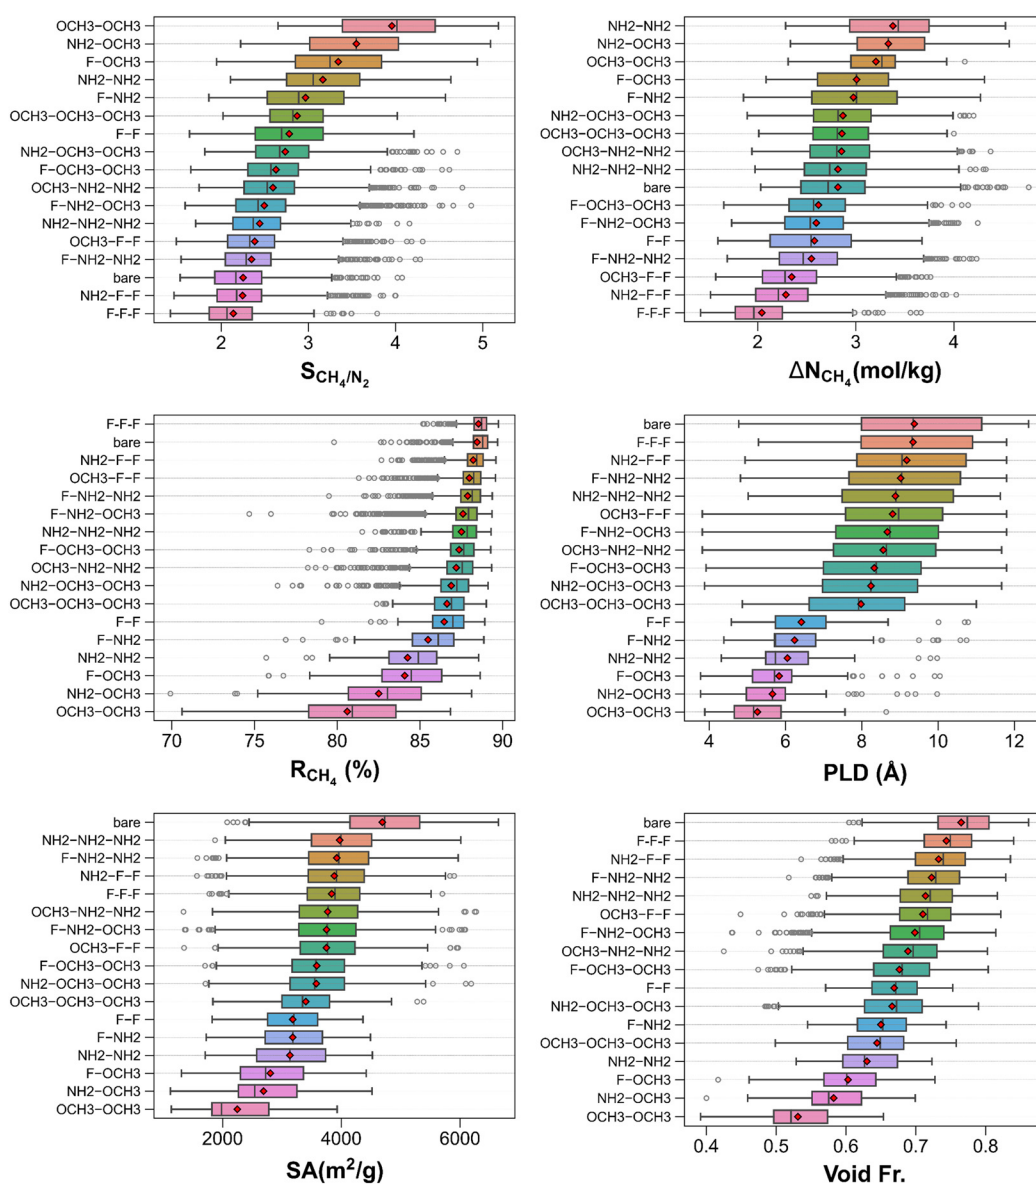 OCH3-OCH3
NH2-OCH3
F-OCH3
NH2-NH2
F-NH2
OCH3-OCH3-OCH3
F-F
NH2-OCH3-OCH3
F-OCH3-OCH3
OCH3-NH2-NH2
F-NH2-OCH3
NH2-NH2-NH2
OCH3-F-F
F-NH2-NH2
bare
NH2-F-F
F-F-F
2 3 4 5
S_CH₄/N₂
NH2-NH2
NH2-OCH3
OCH3-OCH3
F-OCH3
F-NH2
NH2-OCH3-OCH3
OCH3-OCH3-OCH3
OCH3-NH2-NH2
NH2-NH2-NH2
bare
F-OCH3-OCH3
F-NH2-OCH3
F-F
F-NH2-NH2
OCH3-F-F
NH2-F-F
F-F-F
2 3 4
ΔN_CH₄(mol/kg)
F-F-F
bare
NH2-F-F
OCH3-F-F
F-NH2-NH2
F-NH2-OCH3
NH2-NH2-NH2
F-OCH3-OCH3
OCH3-NH2-NH2
NH2-OCH3-OCH3
OCH3-OCH3-OCH3
F-F
F-NH2
NH2-NH2
F-OCH3
NH2-OCH3
OCH3-OCH3
70 75 80 85 90
R_CH₄ (%)
bare
F-F-F
NH2-F-F
F-NH2-NH2
NH2-NH2-NH2
OCH3-F-F
F-NH2-OCH3
OCH3-NH2-NH2
F-OCH3-OCH3
NH2-OCH3-OCH3
OCH3-OCH3-OCH3
F-F
F-NH2
NH2-NH2
F-OCH3
NH2-OCH3
OCH3-OCH3
4 6 8 10 12
PLD (Å)
bare
NH2-NH2-NH2
F-NH2-NH2
NH2-F-F
F-F-F
OCH3-NH2-NH2
F-NH2-OCH3
OCH3-F-F
F-OCH3-OCH3
NH2-OCH3-OCH3
OCH3-OCH3-OCH3
F-F
F-NH2
NH2-NH2
F-OCH3
NH2-OCH3
OCH3-OCH3
2000 4000 6000
SA(m²/g)
bare
F-F-F
NH2-F-F
F-NH2-NH2
NH2-NH2-NH2
OCH3-F-F
F-NH2-OCH3
OCH3-NH2-NH2
F-OCH3-OCH3
F-F
NH2-OCH3-OCH3
F-NH2
OCH3-OCH3-OCH3
NH2-NH2
F-OCH3
NH2-OCH3
OCH3-OCH3
0.4 0.5 0.6 0.7 0.8
Void Fr.